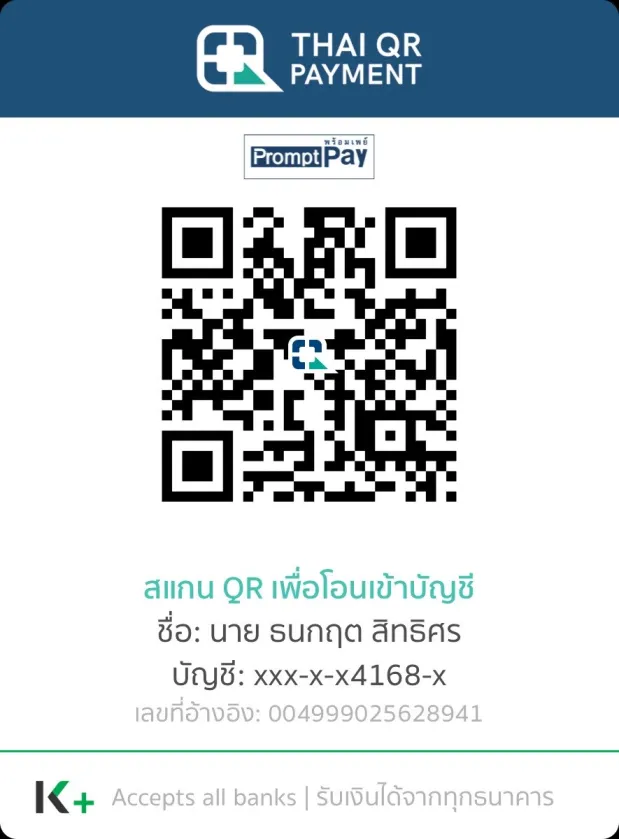 THAI QR
PAYMENT
พร้อมเพย์
PromptPay
สแกน QR เพื่อโอนเข้าบัญชี
ชื่อ: นาย ธนกฤต สิทธิศร
บัญชี: xxx-x-x4168-x
เลขที่อ้างอิง: 004999025628941
K+
Accepts all banks | รับเงินได้จากทุกธนาคาร